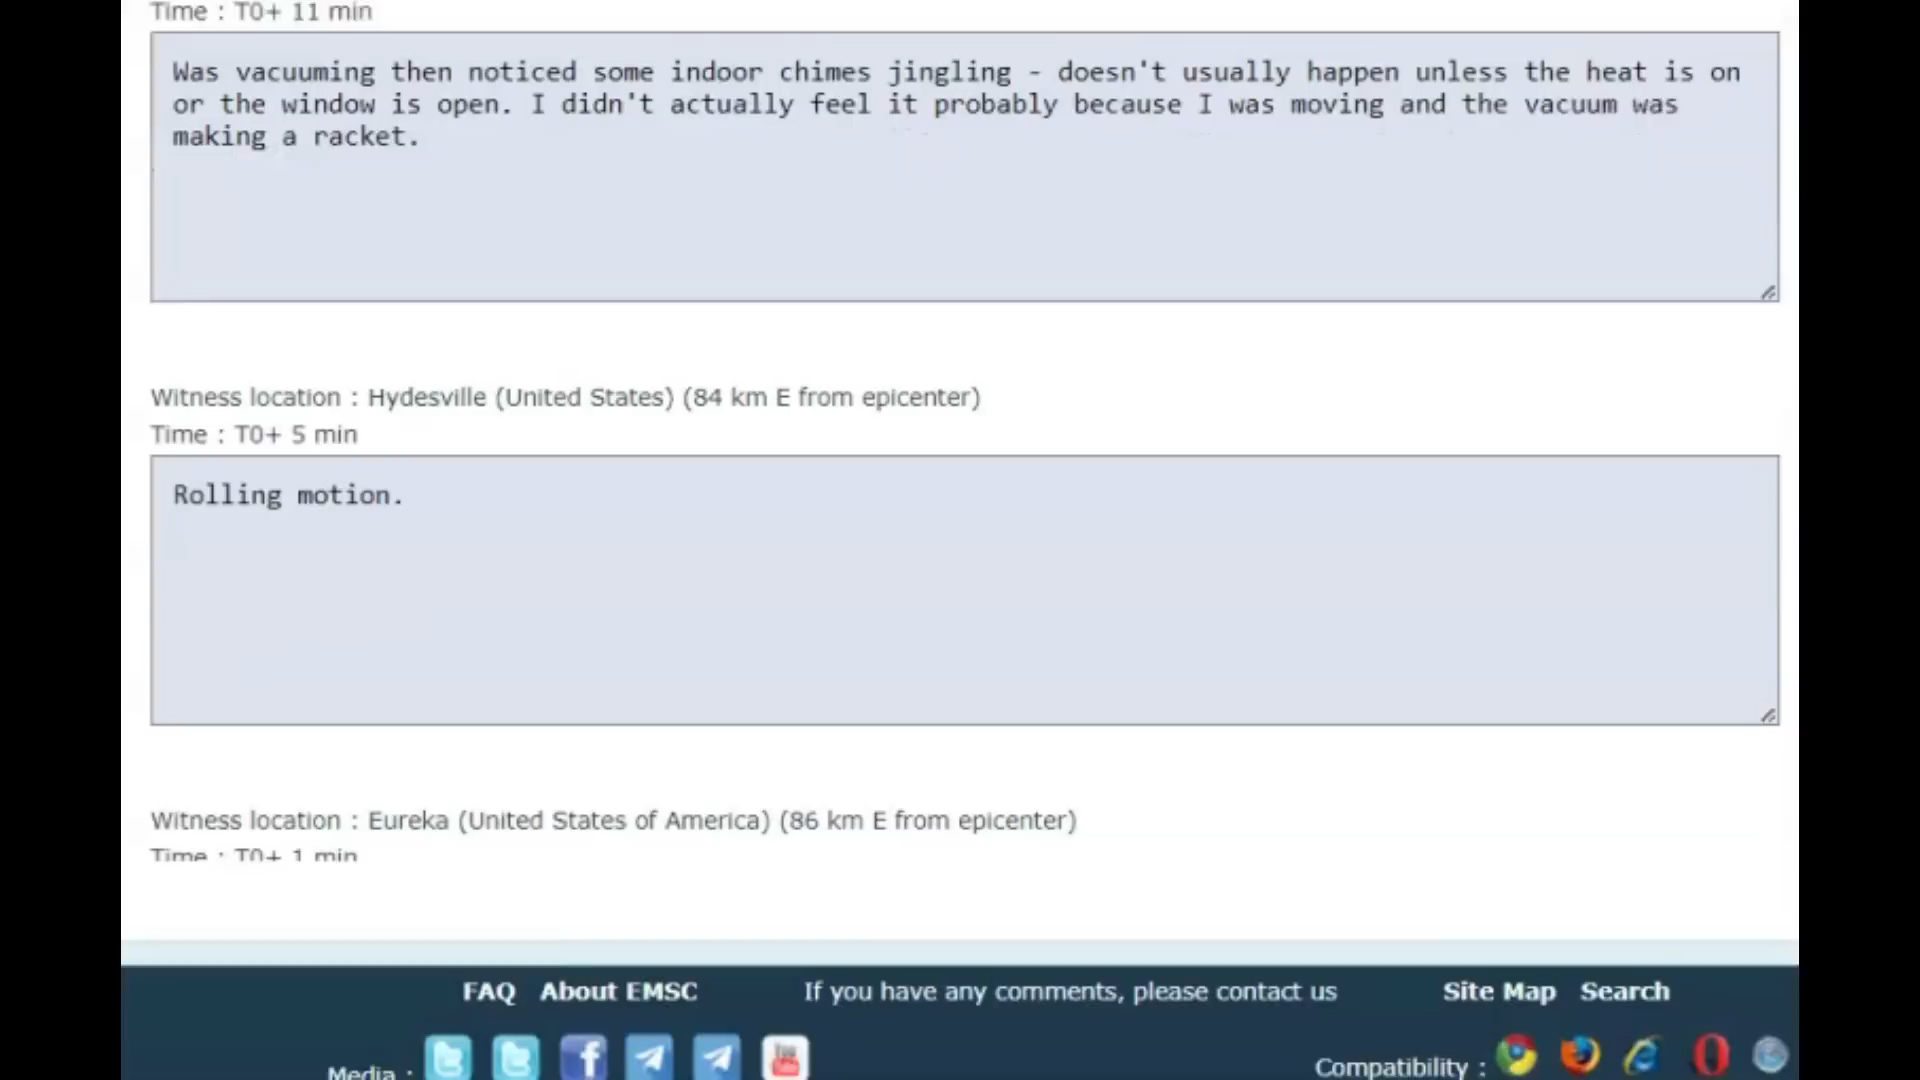 Time : T0+ 11 min
Was vacuuming then noticed some indoor chimes jingling - doesn't usually happen unless the heat is on
or the window is open. I didn't actually feel it probably because I was moving and the vacuum was
making a racket.
Witness location : Hydesville (United States) (84 km E from epicenter)
Time : T0+ 5 min
Rolling motion.
Witness location : Eureka (United States of America) (86 km E from epicenter)
Time : T0+ 1 min
FAQ About EMSC If you have any comments, please contact us Site Map Search
Media : Compatibility :